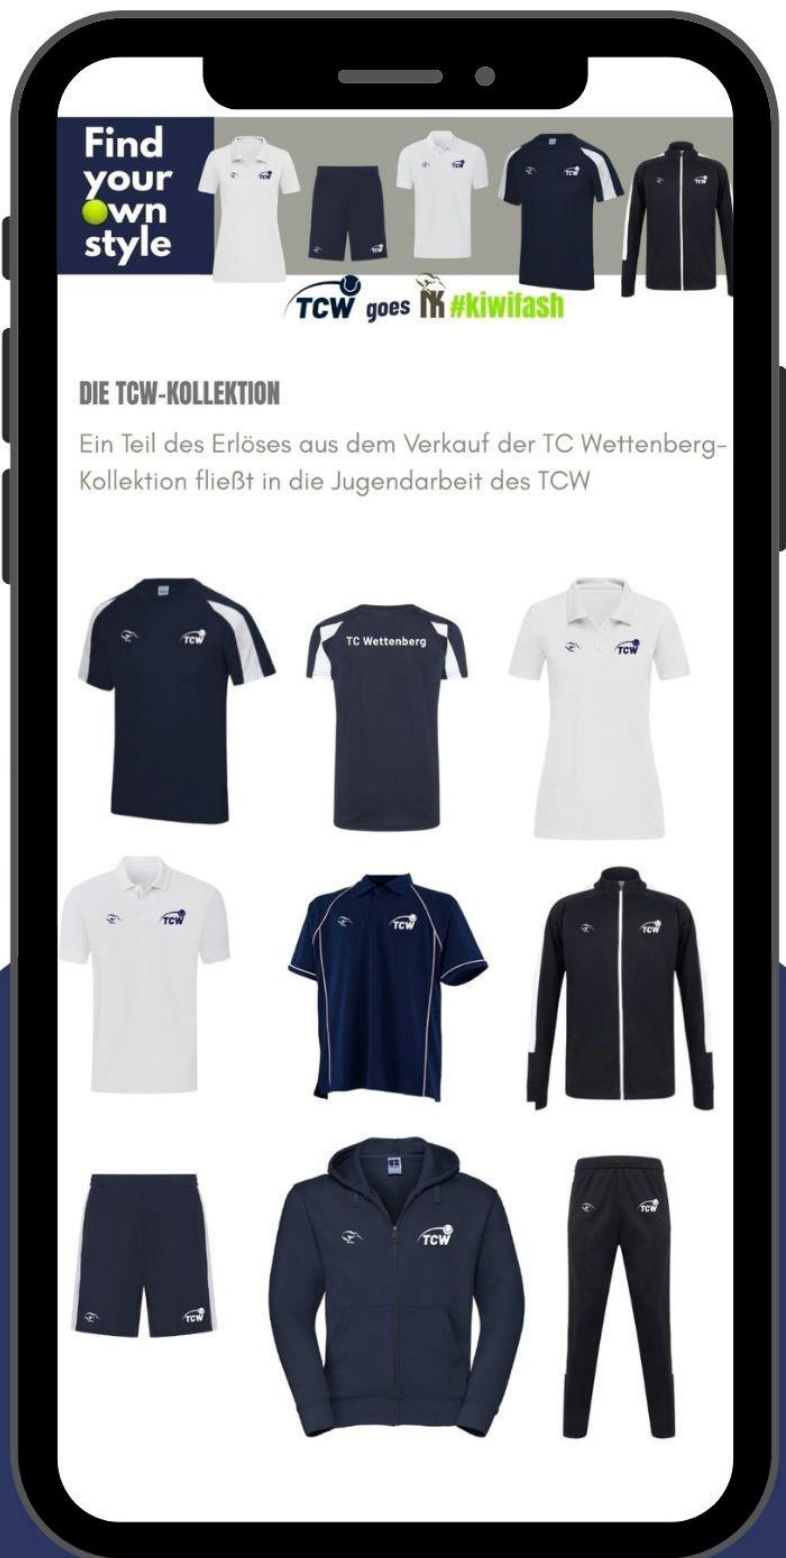 Find
your
own
style
TCW goes NK #kiwifash
DIE TCW-KOLLEKTION
Ein Teil des Erlöses aus dem Verkauf der TC Wettenberg-
Kollektion fließt in die Jugendarbeit des TCW
TCW
TC Wettenberg
TCW
TCW
TCW
TCW
TCW
TCW
TCW